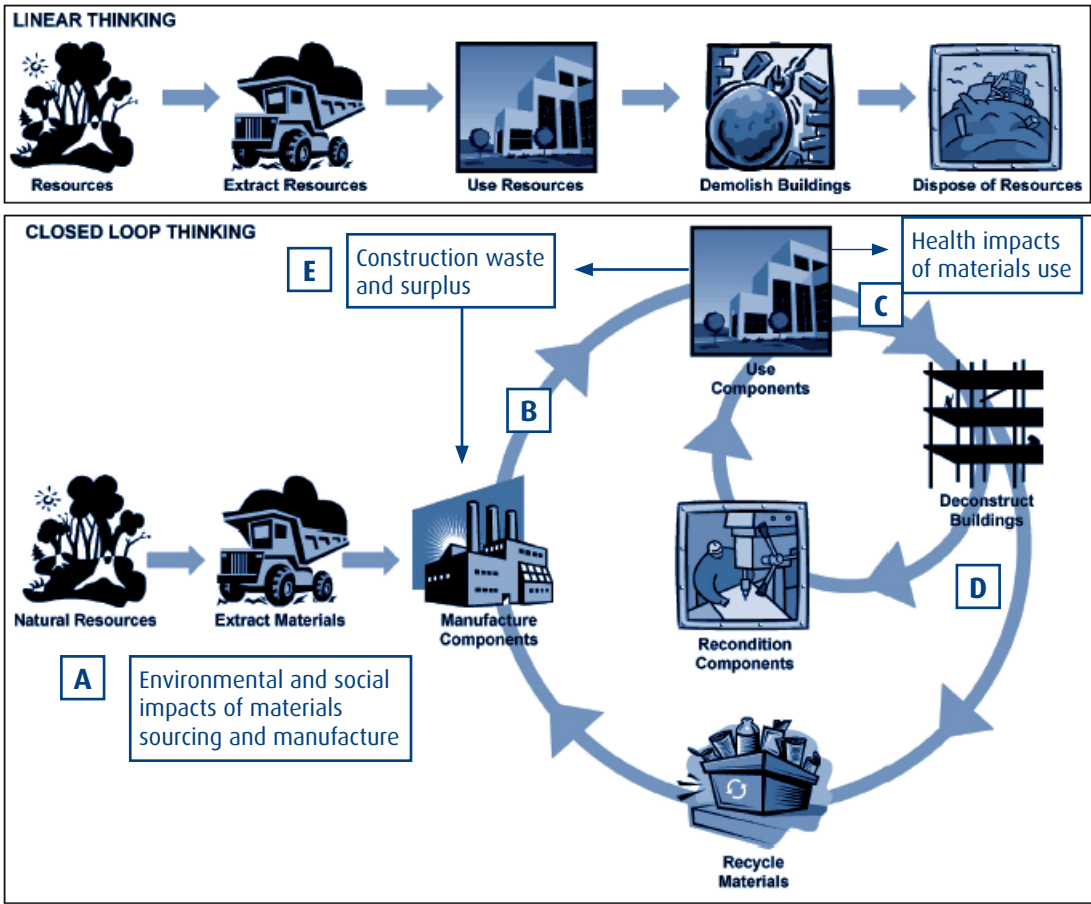 LINEAR THINKING
Resources
Extract Resources
Use Resources
Demolish Buildings
Dispose of Resources
CLOSED LOOP THINKING
E
Construction waste
and surplus
Health impacts
of materials use
C
Use
Components
B
Deconstruct
Buildings
Natural Resources
Extract Materials
Manufacture
Components
D
Recondition
Components
A
Environmental and social
impacts of materials
sourcing and manufacture
Recycle
Materials